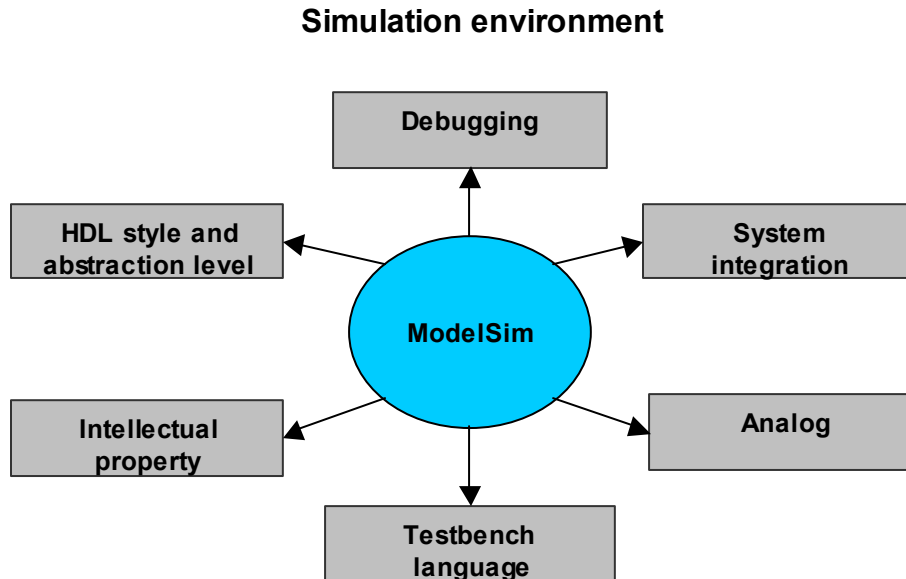 Simulation environment
Debugging
HDL style and
abstraction level
System
integration
ModelSim
Intellectual
property
Analog
Testbench
language